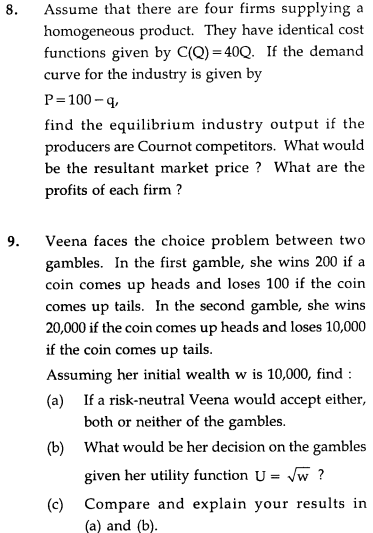 8. Assume that there are four firms supplying a
homogeneous product. They have identical cost
functions given by C(Q) = 40Q. If the demand
curve for the industry is given by
P = 100 – q,
find the equilibrium industry output if the
producers are Cournot competitors. What would
be the resultant market price ? What are the
profits of each firm ?
9. Veena faces the choice problem between two
gambles. In the first gamble, she wins 200 if a
coin comes up heads and loses 100 if the coin
comes up tails. In the second gamble, she wins
20,000 if the coin comes up heads and loses 10,000
if the coin comes up tails.
Assuming her initial wealth w is 10,000, find :
(a) If a risk-neutral Veena would accept either,
both or neither of the gambles.
(b) What would be her decision on the gambles
given her utility function U = √w ?
(c) Compare and explain your results in
(a) and (b).